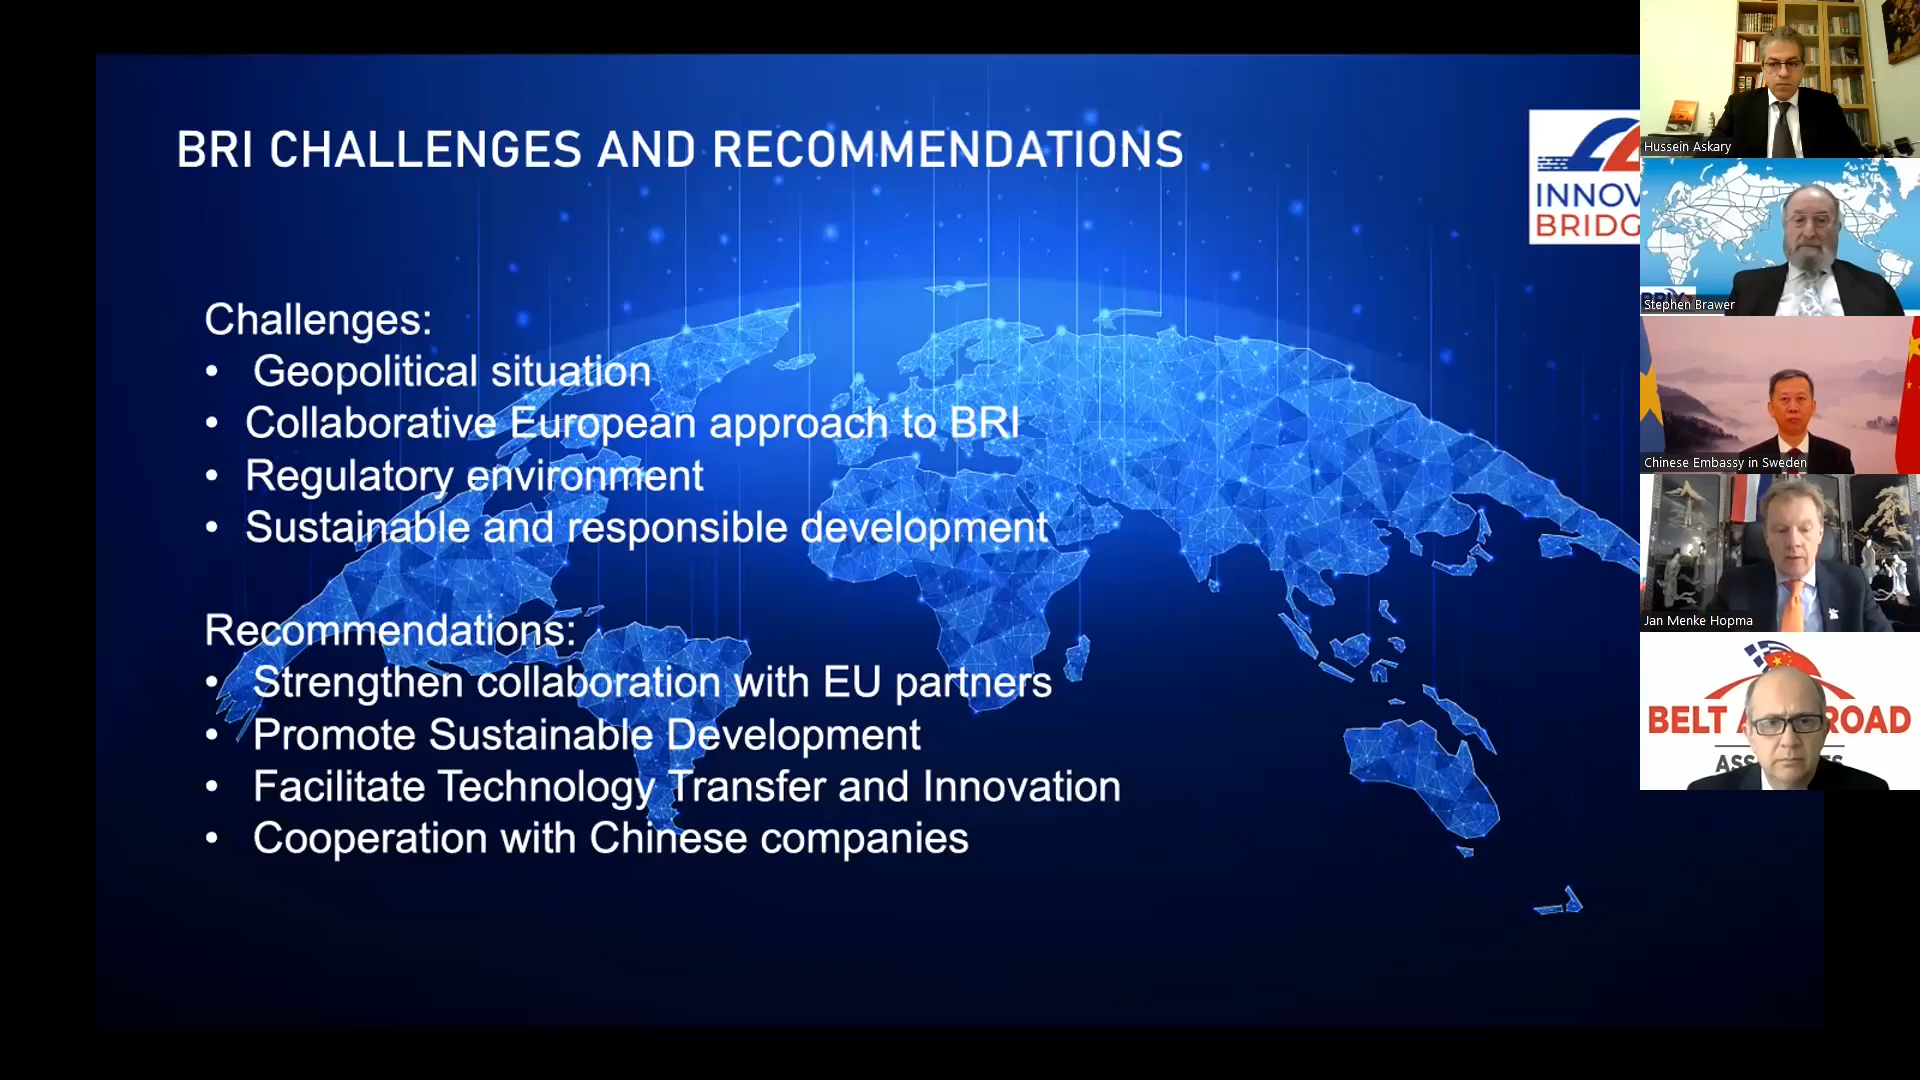 BRI CHALLENGES AND RECOMMENDATIONS
INNOV
BRIDG
Challenges:
• Geopolitical situation
• Collaborative European approach to BRI
• Regulatory environment
• Sustainable and responsible development
Recommendations:
• Strengthen collaboration with EU partners
• Promote Sustainable Development
• Facilitate Technology Transfer and Innovation
• Cooperation with Chinese companies
Hussein Askary
Stephen Brawer
Chinese Embassy in Sweden
Jan Menke Hopma
BELT A ROAD